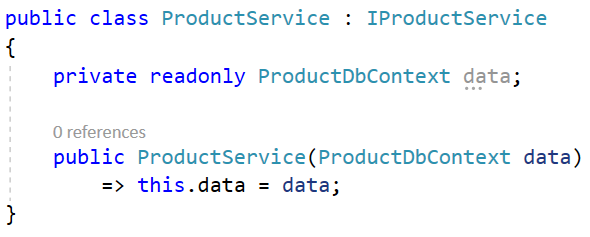 public class ProductService : IProductService
{
private readonly ProductDbContext data;
0 references
public ProductService(ProductDbContext data)
=> this.data = data;
}